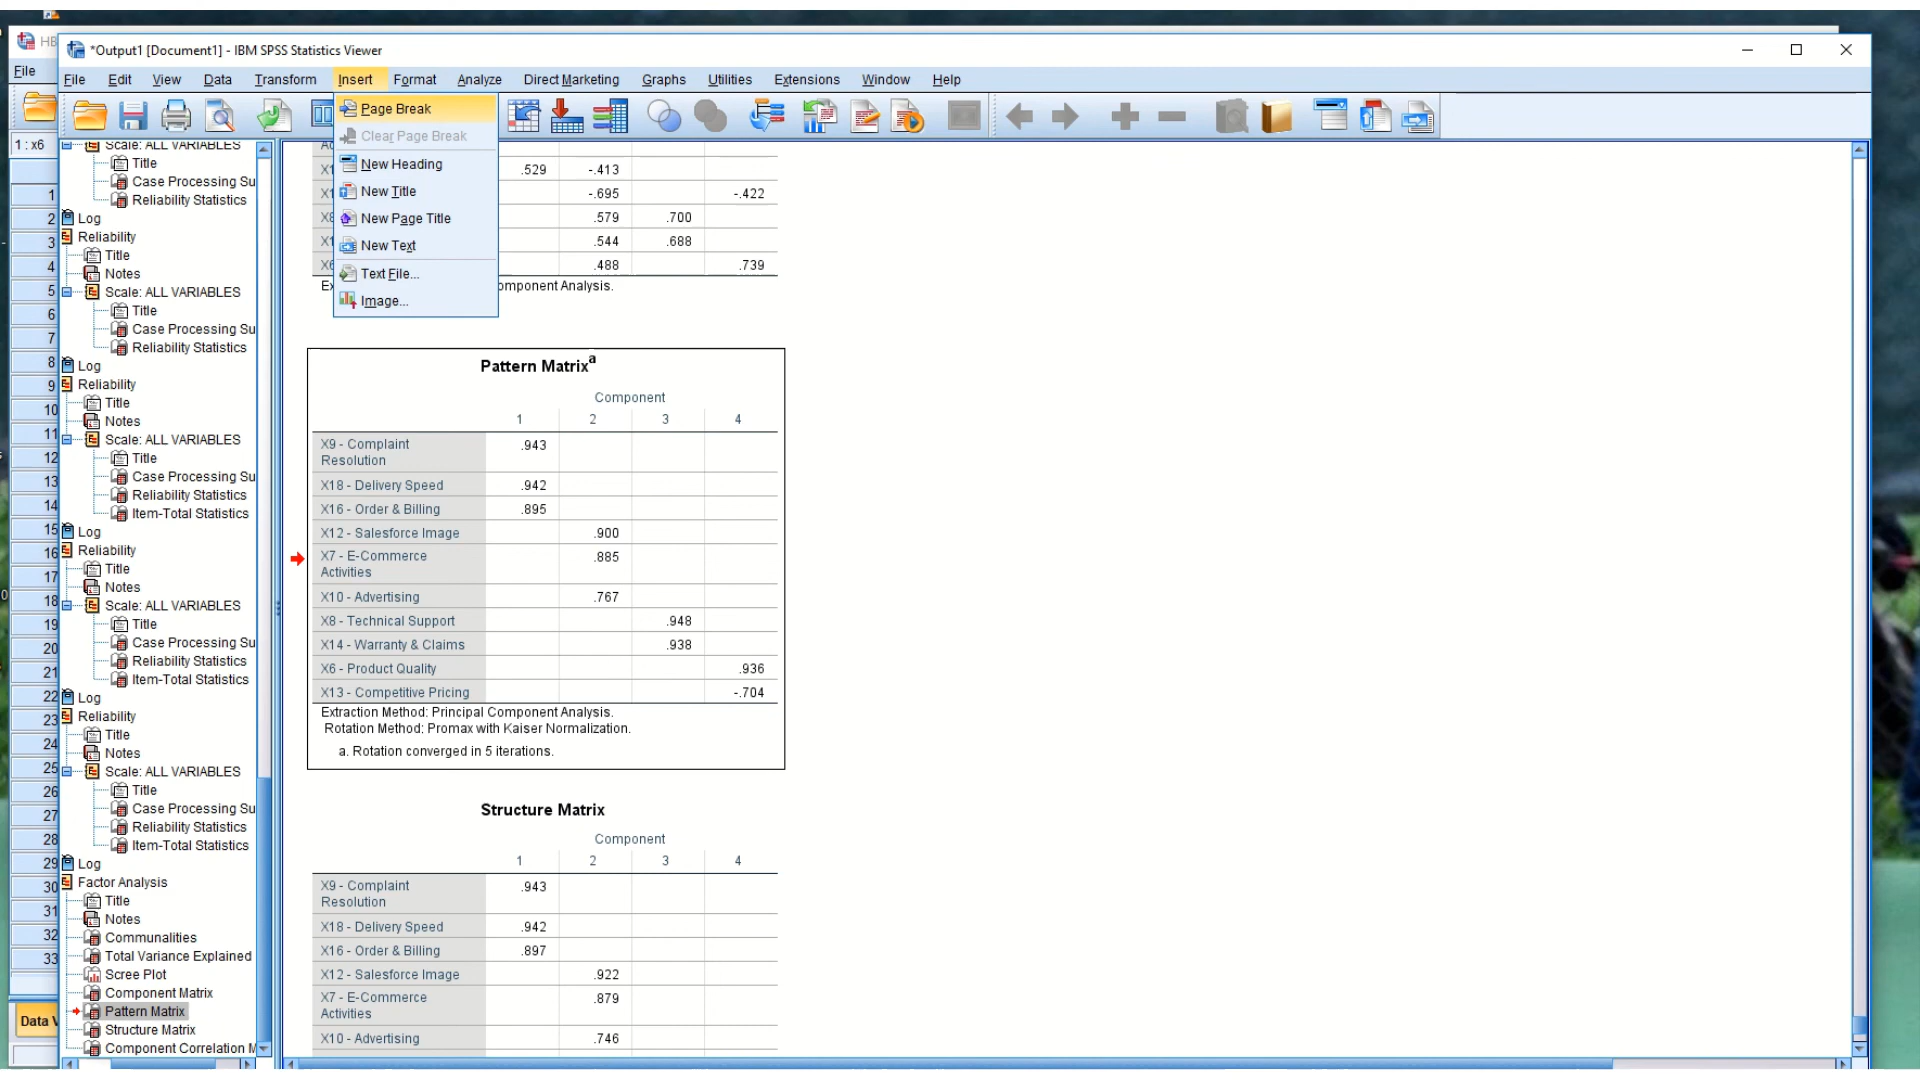 HB
*Output1 [Document1] - IBM SPSS Statistics Viewer
File
File Edit View Data Transform Insert Format Analyze Direct Marketing Graphs Utilities Extensions Window Help
Page Break
Clear Page Break
New Heading
New Title
New Page Title
New Text
Text File...
Image...
1 : x6
1
2
3
4
5
6
7
8
9
10
11
12
13
14
15
16
17
18
19
20
21
22
23
24
25
26
27
28
29
30
31
32
33
Data V
Scale: ALL VARIABLES
Title
Case Processing Su
Reliability Statistics
Log
Reliability
Title
Notes
Scale: ALL VARIABLES
Title
Case Processing Su
Reliability Statistics
Log
Reliability
Title
Notes
Scale: ALL VARIABLES
Title
Case Processing Su
Reliability Statistics
Item-Total Statistics
Log
Reliability
Title
Notes
Scale: ALL VARIABLES
Title
Case Processing Su
Reliability Statistics
Item-Total Statistics
Log
Reliability
Title
Notes
Scale: ALL VARIABLES
Title
Case Processing Su
Reliability Statistics
Item-Total Statistics
Log
Factor Analysis
Title
Notes
Communalities
Total Variance Explained
Scree Plot
Component Matrix
Pattern Matrix
Structure Matrix
Component Correlation M
.529 -.413
-.695 -.422
.579 .700
.544 .688
.488 .739
omponent Analysis.
Pattern Matrixa
Component
1 2 3 4
X9 - Complaint
Resolution .943
X18 - Delivery Speed .942
X16 - Order & Billing .895
X12 - Salesforce Image .900
X7 - E-Commerce
Activities .885
X10 - Advertising .767
X8 - Technical Support .948
X14 - Warranty & Claims .938
X6 - Product Quality .936
X13 - Competitive Pricing -.704
Extraction Method: Principal Component Analysis.
Rotation Method: Promax with Kaiser Normalization.
a. Rotation converged in 5 iterations.
Structure Matrix
Component
1 2 3 4
X9 - Complaint
Resolution .943
X18 - Delivery Speed .942
X16 - Order & Billing .897
X12 - Salesforce Image .922
X7 - E-Commerce
Activities .879
X10 - Advertising .746